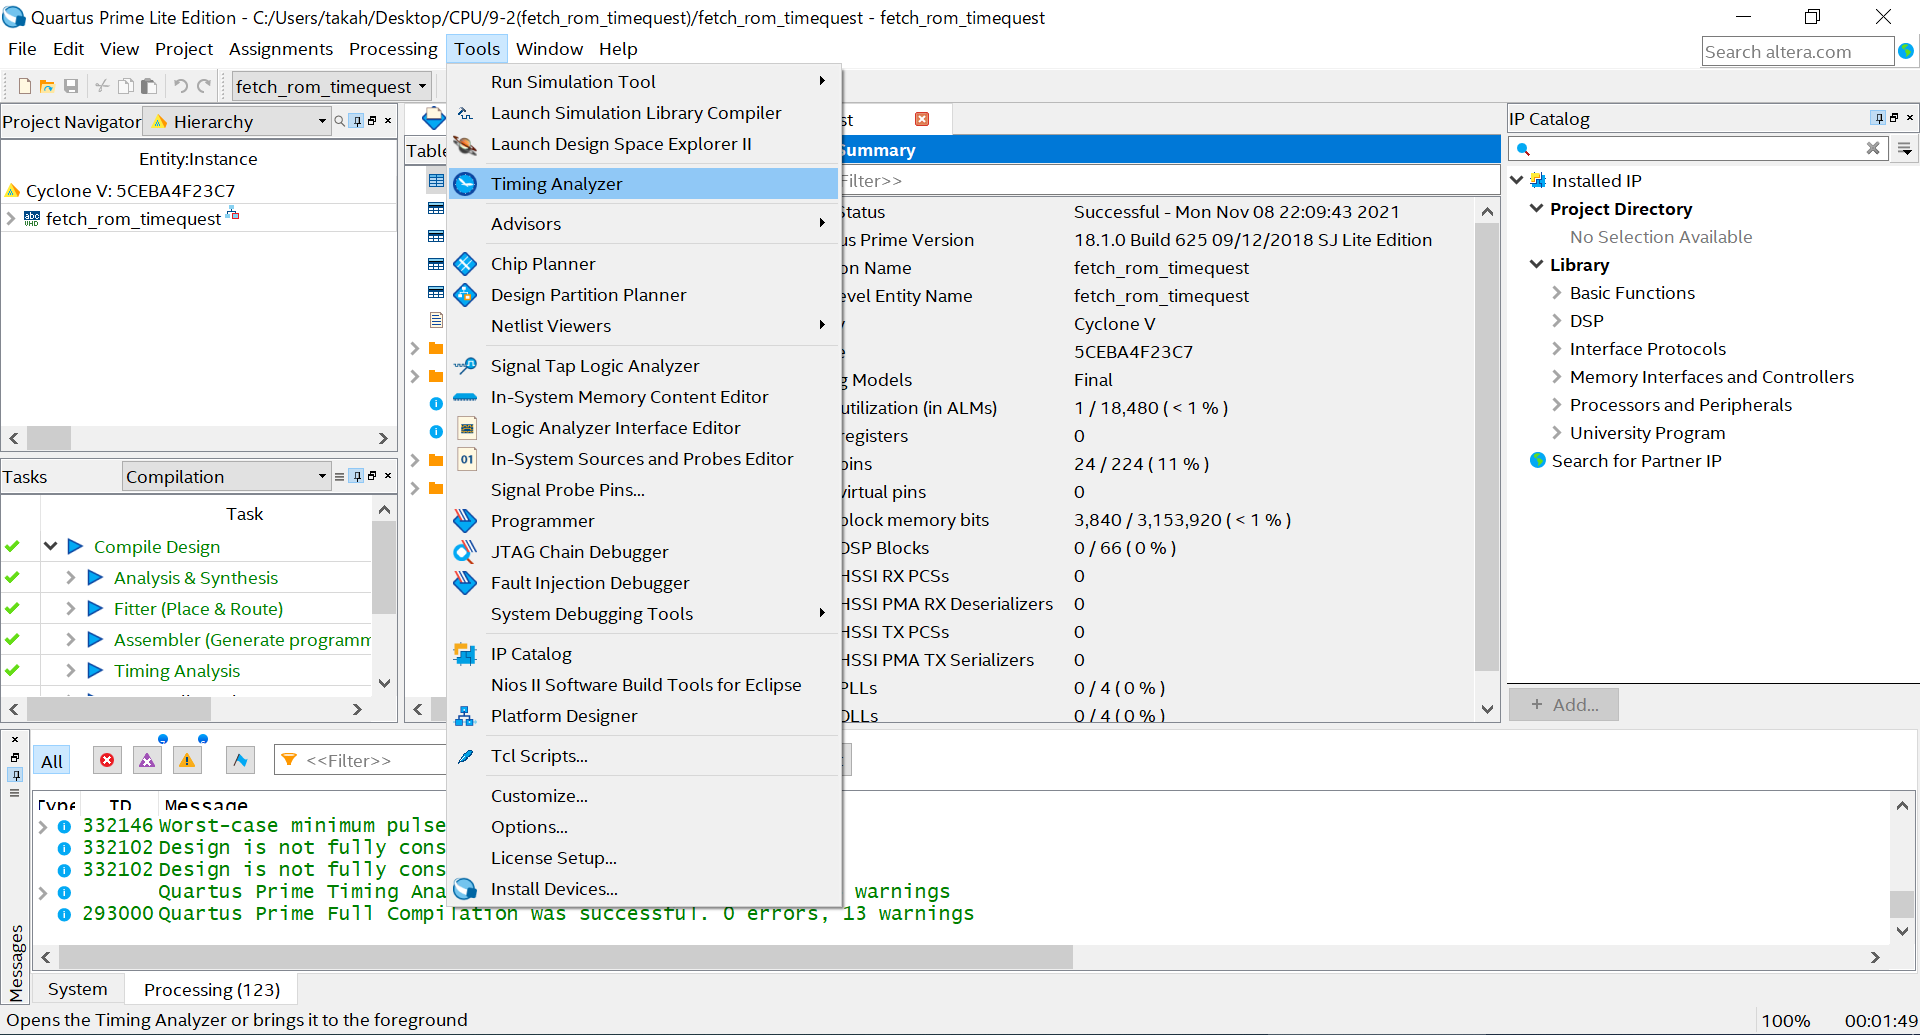 Quartus Prime Lite Edition - C:/Users/takah/Desktop/CPU/9-2(fetch_rom_timequest)/fetch_rom_timequest - fetch_rom_timequest
File Edit View Project Assignments Processing Tools Window Help
Search altera.com
fetch_rom_timequest
Project Navigator
Hierarchy
Entity:Instance
Cyclone V: 5CEBA4F23C7
fetch_rom_timequest
Tasks
Compilation
Task
Compile Design
Analysis & Synthesis
Fitter (Place & Route)
Assembler (Generate programm
Timing Analysis
Table
Run Simulation Tool
Launch Simulation Library Compiler
Launch Design Space Explorer II
Timing Analyzer
Advisors
Chip Planner
Design Partition Planner
Netlist Viewers
Signal Tap Logic Analyzer
In-System Memory Content Editor
Logic Analyzer Interface Editor
In-System Sources and Probes Editor
Signal Probe Pins...
Programmer
JTAG Chain Debugger
Fault Injection Debugger
System Debugging Tools
IP Catalog
Nios II Software Build Tools for Eclipse
Platform Designer
Tcl Scripts...
Customize...
Options...
License Setup...
Install Devices...
st
Summary
Filter>>
Status Successful - Mon Nov 08 22:09:43 2021
us Prime Version 18.1.0 Build 625 09/12/2018 SJ Lite Edition
on Name fetch_rom_timequest
evel Entity Name fetch_rom_timequest
y Cyclone V
e 5CEBA4F23C7
g Models Final
utilization (in ALMs) 1 / 18,480 ( < 1 % )
registers 0
pins 24 / 224 ( 11 % )
virtual pins 0
block memory bits 3,840 / 3,153,920 ( < 1 % )
DSP Blocks 0 / 66 ( 0 % )
HSSI RX PCSs 0
HSSI PMA RX Deserializers 0
HSSI TX PCSs 0
HSSI PMA TX Serializers 0
PLLs 0 / 4 ( 0 % )
DLLs 0 / 4 ( 0 % )
IP Catalog
Installed IP
Project Directory
No Selection Available
Library
Basic Functions
DSP
Interface Protocols
Memory Interfaces and Controllers
Processors and Peripherals
University Program
Search for Partner IP
+ Add...
All
<<Filter>>
Type ID Message
332146 Worst-case minimum pulse
332102 Design is not fully cons
332102 Design is not fully cons
Quartus Prime Timing Ana warnings
293000 Quartus Prime Full Compilation was successful. 0 errors, 13 warnings
Messages
System Processing (123)
Opens the Timing Analyzer or brings it to the foreground
100% 00:01:49